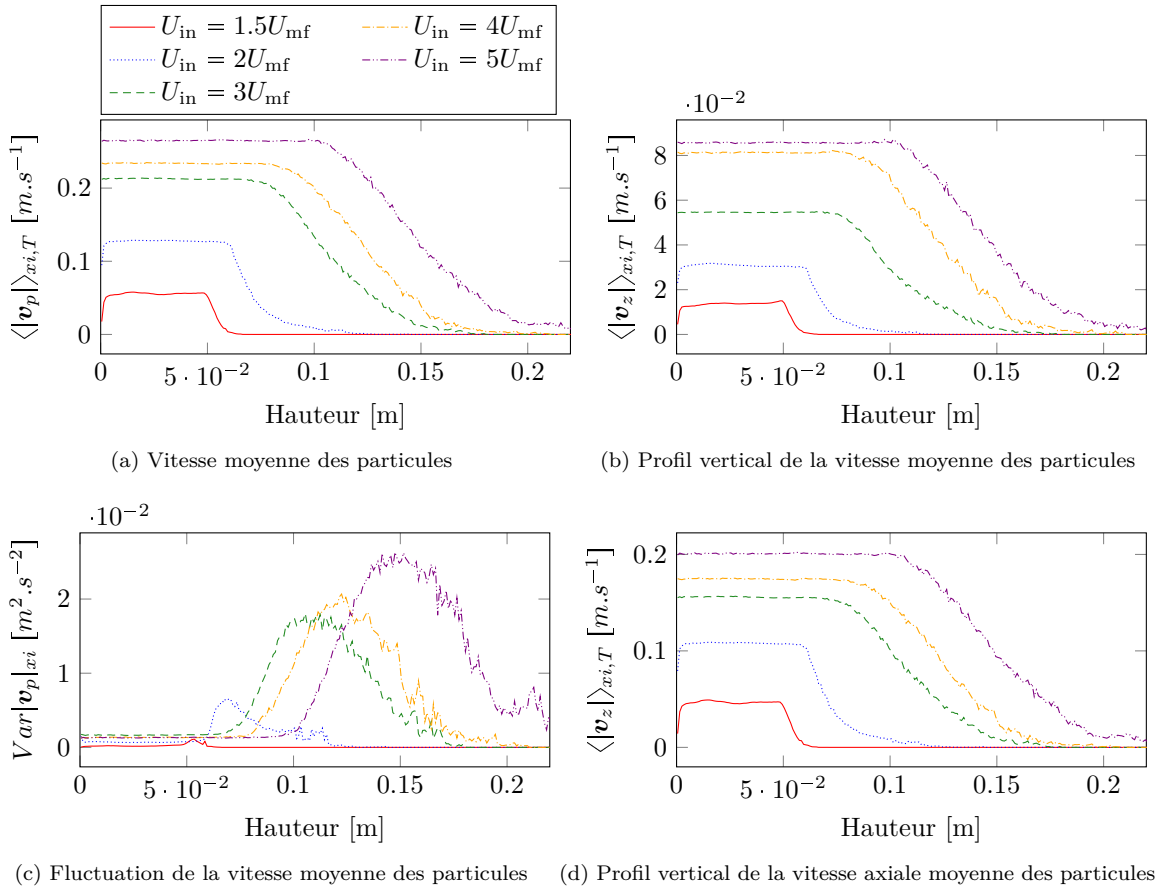 U_in = 1.5U_mf
U_in = 2U_mf
U_in = 3U_mf
U_in = 4U_mf
U_in = 5U_mf
⟨|v_p|⟩_{xi,T} [m.s^{−1}]
0.2
0.1
0
0 5·10^{−2} 0.1 0.15 0.2
Hauteur [m]
(a) Vitesse moyenne des particules
·10^{−2}
⟨|v_z|⟩_{xi,T} [m.s^{−1}]
8
6
4
2
0
0 5·10^{−2} 0.1 0.15 0.2
Hauteur [m]
(b) Profil vertical de la vitesse moyenne des particules
·10^{−2}
Var|v_p|_{xi} [m^2.s^{−2}]
2
1
0
0 5·10^{−2} 0.1 0.15 0.2
Hauteur [m]
(c) Fluctuation de la vitesse moyenne des particules
⟨|v_z|⟩_{xi,T} [m.s^{−1}]
0.2
0.1
0
0 5·10^{−2} 0.1 0.15 0.2
Hauteur [m]
(d) Profil vertical de la vitesse axiale moyenne des particules